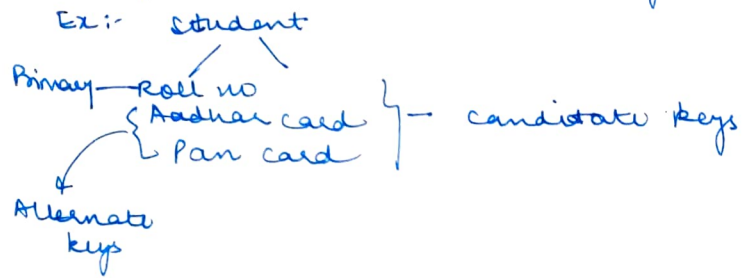 Ex:- Student
Primary — Roll no
Aadhar card
Pan card
- Candidate keys
Alternate
keys